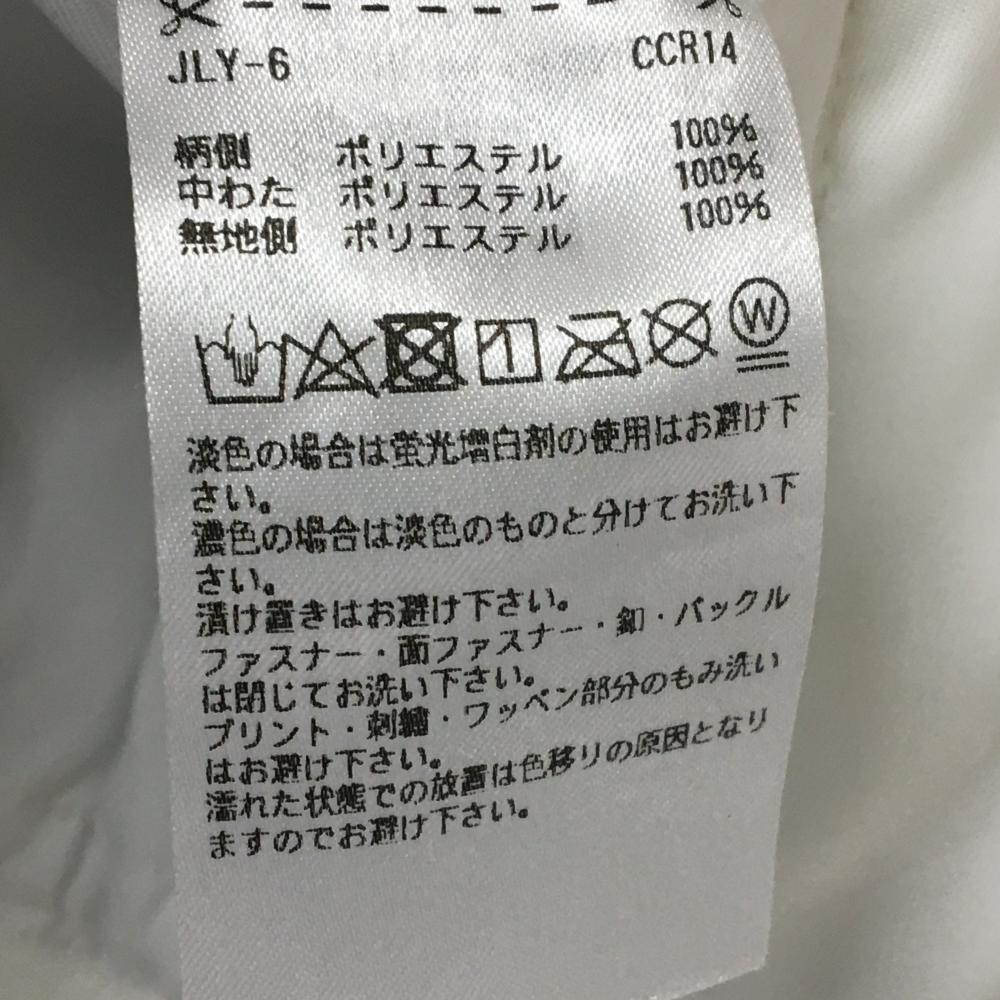 JLY-6 CCR14
柄側 ポリエステル 100%
中わた ポリエステル 100%
無地側 ポリエステル 100%
1 W
淡色の場合は蛍光増白剤の使用はお避け下
さい。
濃色の場合は淡色のものと分けてお洗い下
さい。
漬け置きはお避け下さい。
ファスナー・面ファスナー・釦・バックル
は閉じてお洗い下さい。
プリント・刺繍・ワッペン部分のもみ洗い
はお避け下さい。
濡れた状態での放置は色移りの原因となり
ますのでお避け下さい。